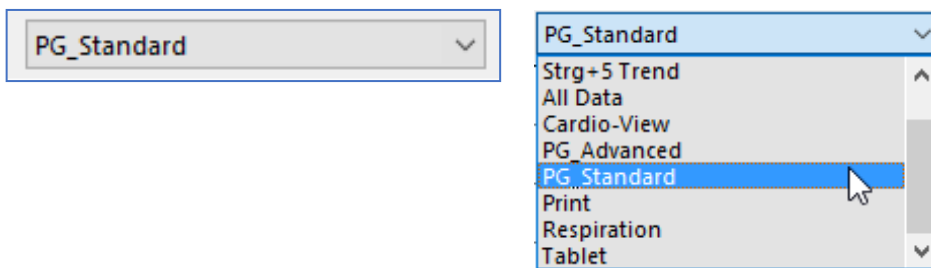 PG_Standard
PG_Standard
Strg+5 Trend
All Data
Cardio-View
PG_Advanced
PG_Standard
Print
Respiration
Tablet